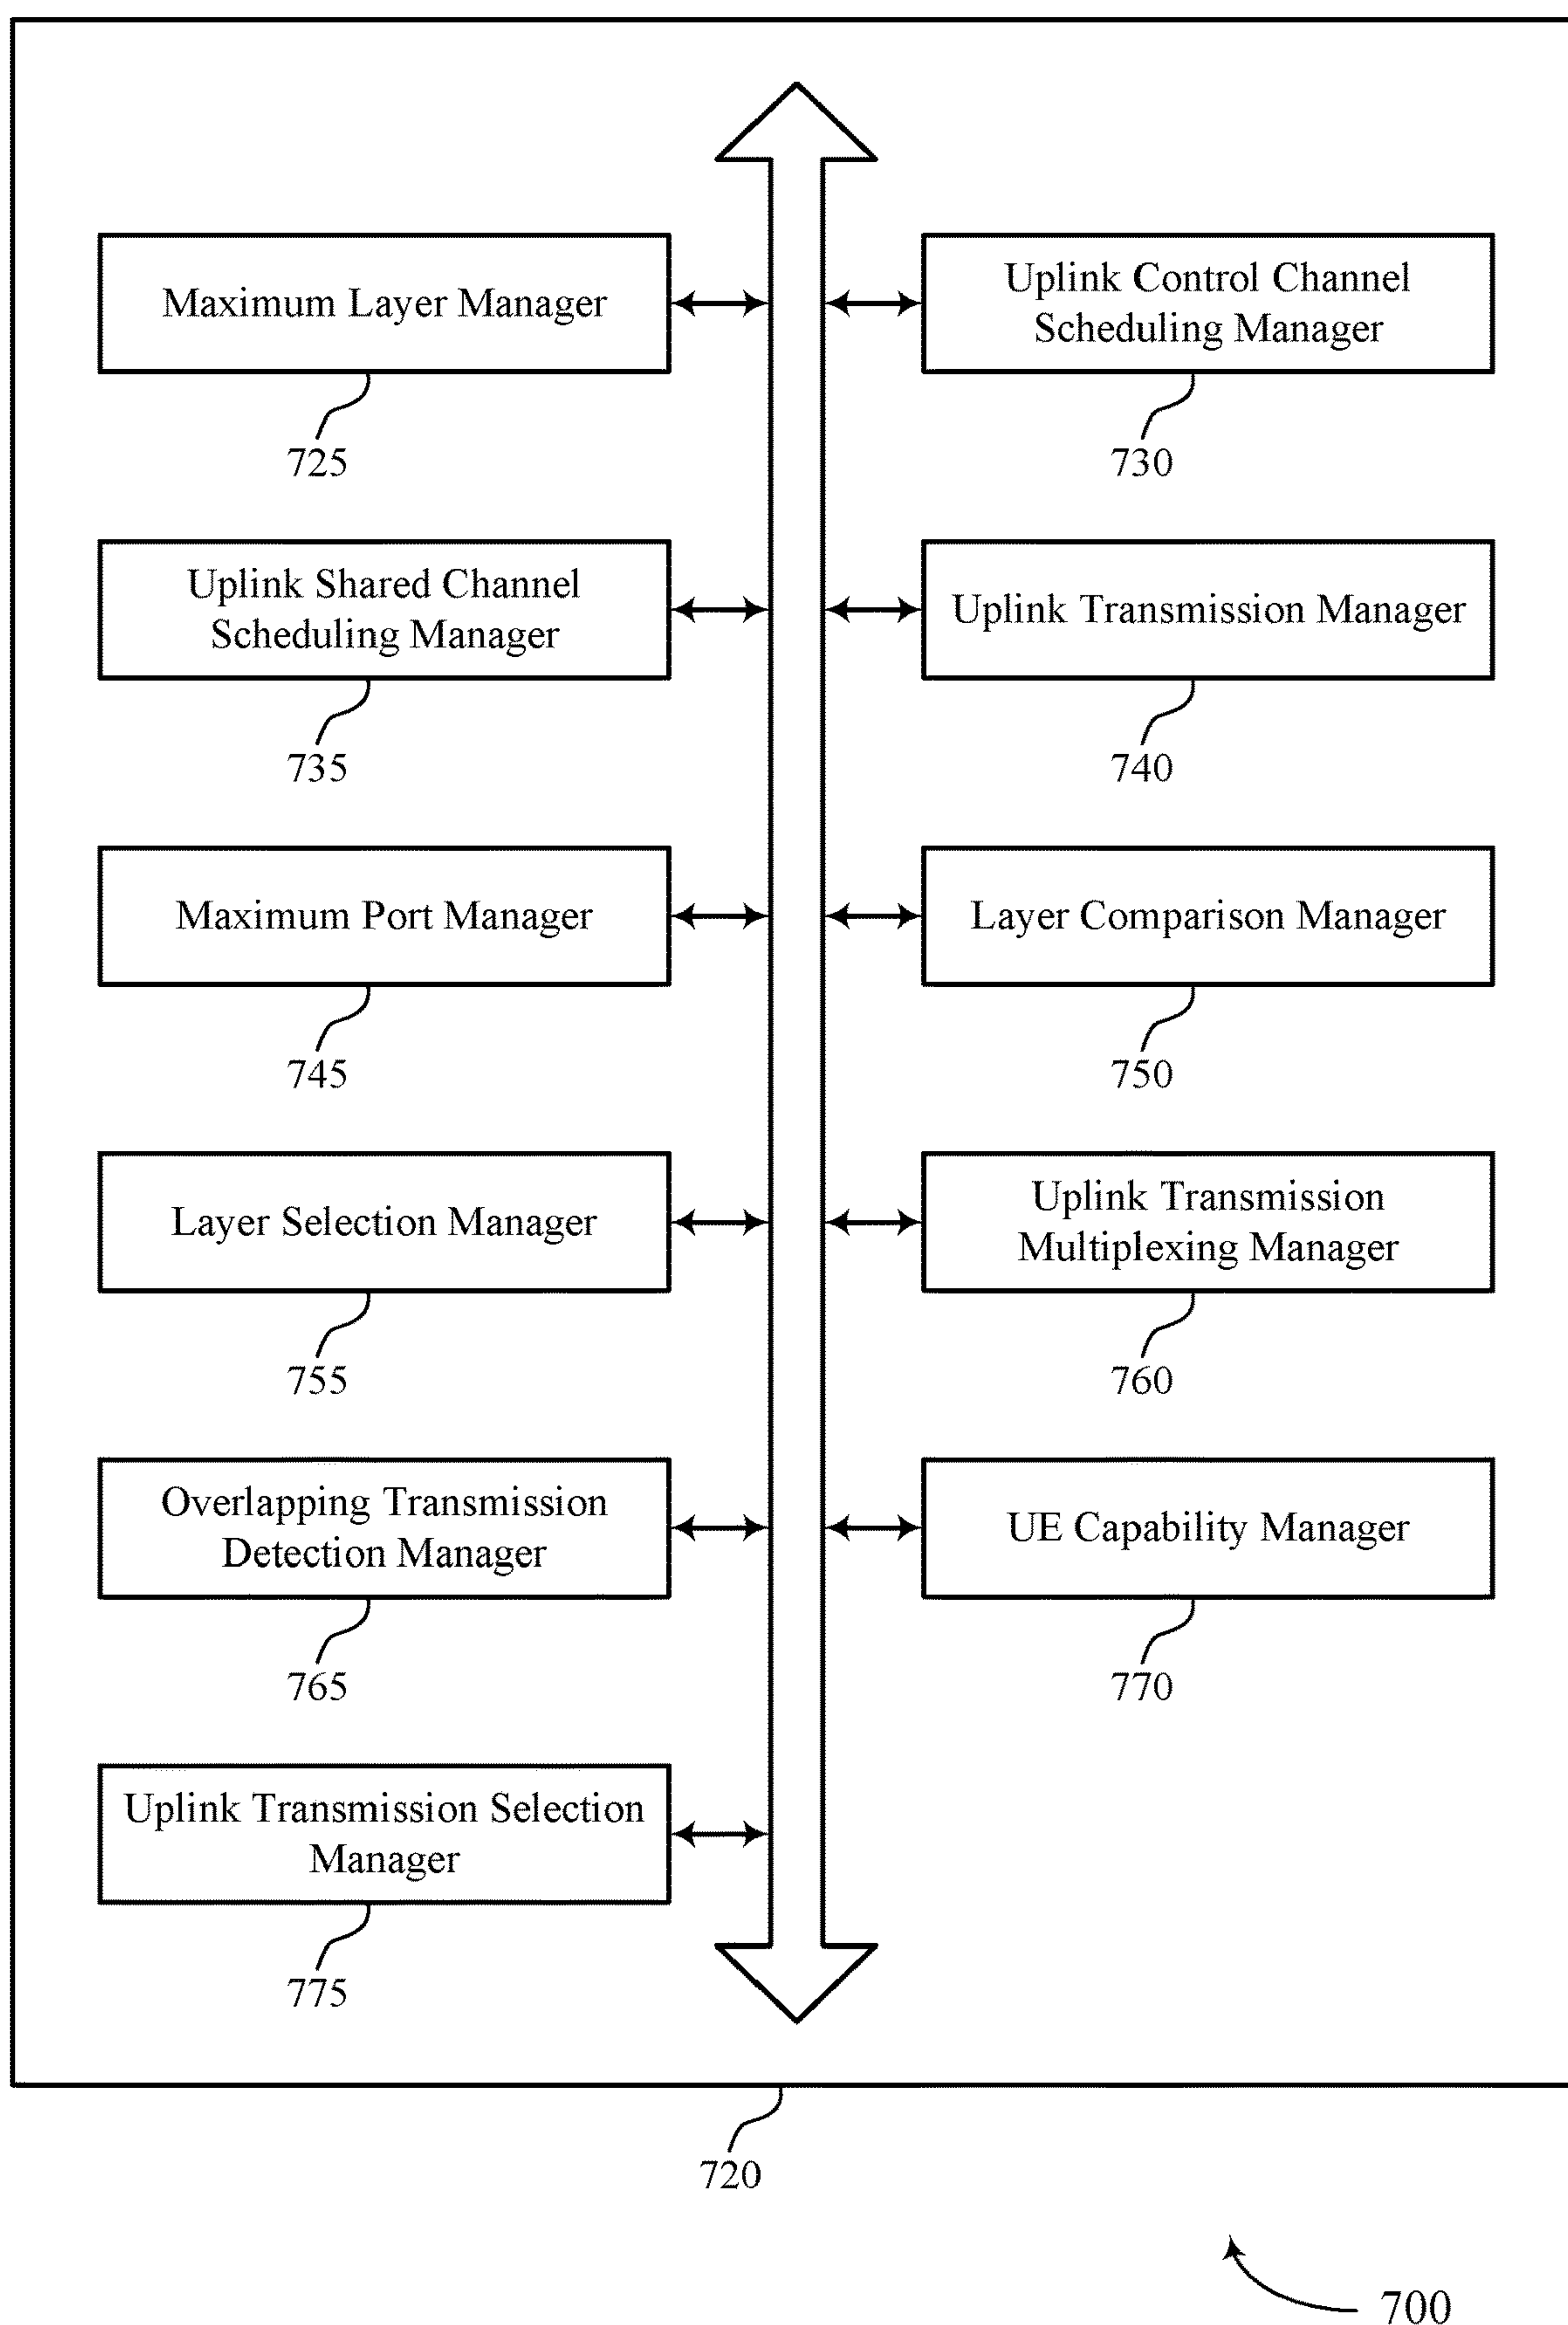 Maximum Layer Manager
725
Uplink Control Channel
Scheduling Manager
730
Uplink Shared Channel
Scheduling Manager
735
Uplink Transmission Manager
740
Maximum Port Manager
745
Layer Comparison Manager
750
Layer Selection Manager
755
Uplink Transmission
Multiplexing Manager
760
Overlapping Transmission
Detection Manager
765
UE Capability Manager
770
Uplink Transmission Selection
Manager
775
720
700